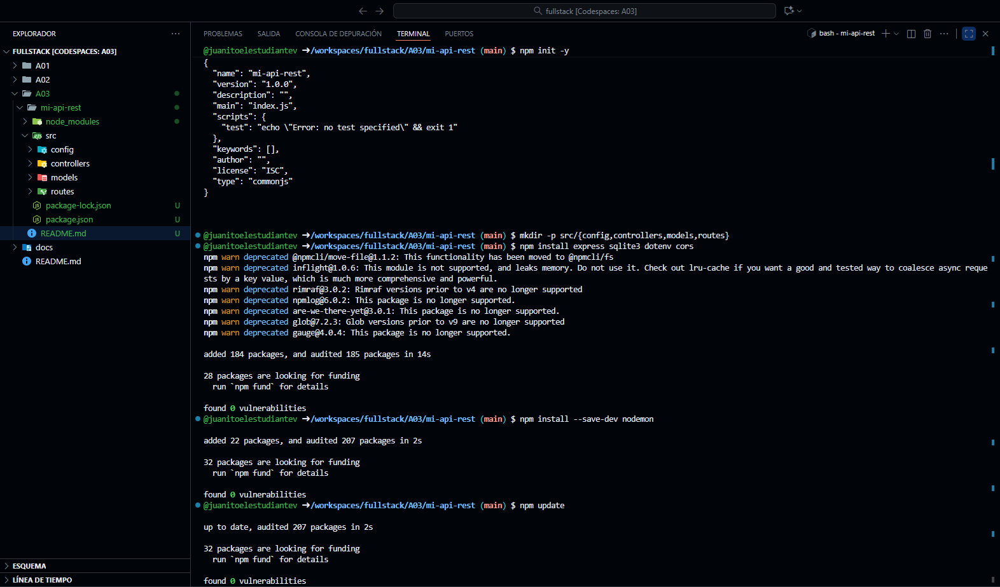 fullstack [Codespaces: A03]
EXPLORADOR
FULLSTACK [CODESPACES: A03]
A01
A02
A03
mi-api-rest
node_modules
src
config
controllers
models
routes
package-lock.json U
package.json U
README.md U
docs
README.md
ESQUEMA
LÍNEA DE TIEMPO
PROBLEMAS SALIDA CONSOLA DE DEPURACIÓN TERMINAL PUERTOS
bash - mi-api-rest
@juanitoelestudiantev ➜/workspaces/fullstack/A03/mi-api-rest (main) $ npm init -y
{
  "name": "mi-api-rest",
  "version": "1.0.0",
  "description": "",
  "main": "index.js",
  "scripts": {
    "test": "echo \"Error: no test specified\" && exit 1"
  },
  "keywords": [],
  "author": "",
  "license": "ISC",
  "type": "commonjs"
}
@juanitoelestudiantev ➜/workspaces/fullstack/A03/mi-api-rest (main) $ mkdir -p src/{config,controllers,models,routes}
@juanitoelestudiantev ➜/workspaces/fullstack/A03/mi-api-rest (main) $ npm install express sqlite3 dotenv cors
npm warn deprecated @npmcli/move-file@1.1.2: This functionality has been moved to @npmcli/fs
npm warn deprecated inflight@1.0.6: This module is not supported, and leaks memory. Do not use it. Check out lru-cache if you want a good and tested way to coalesce async reque
sts by a key value, which is much more comprehensive and powerful.
npm warn deprecated rimraf@3.0.2: Rimraf versions prior to v4 are no longer supported
npm warn deprecated npmlog@6.0.2: This package is no longer supported.
npm warn deprecated are-we-there-yet@3.0.1: This package is no longer supported.
npm warn deprecated glob@7.2.3: Glob versions prior to v9 are no longer supported
npm warn deprecated gauge@4.0.4: This package is no longer supported.
added 184 packages, and audited 185 packages in 14s
28 packages are looking for funding
  run `npm fund` for details
found 0 vulnerabilities
@juanitoelestudiantev ➜/workspaces/fullstack/A03/mi-api-rest (main) $ npm install --save-dev nodemon
added 22 packages, and audited 207 packages in 2s
32 packages are looking for funding
  run `npm fund` for details
found 0 vulnerabilities
@juanitoelestudiantev ➜/workspaces/fullstack/A03/mi-api-rest (main) $ npm update
up to date, audited 207 packages in 2s
32 packages are looking for funding
  run `npm fund` for details
found 0 vulnerabilities